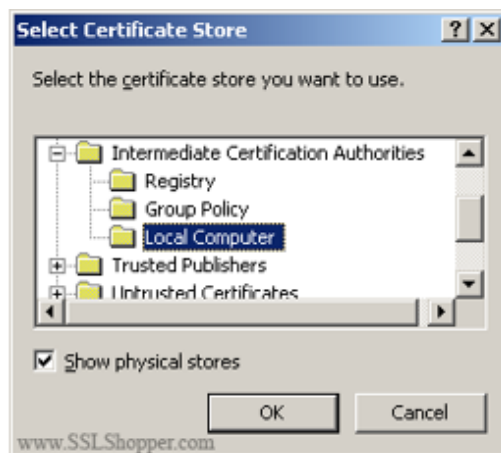 Select Certificate Store
Select the certificate store you want to use.
Intermediate Certification Authorities
Registry
Group Policy
Local Computer
Trusted Publishers
Untrusted Certificates
Show physical stores
OK Cancel
www.SSLShopper.com